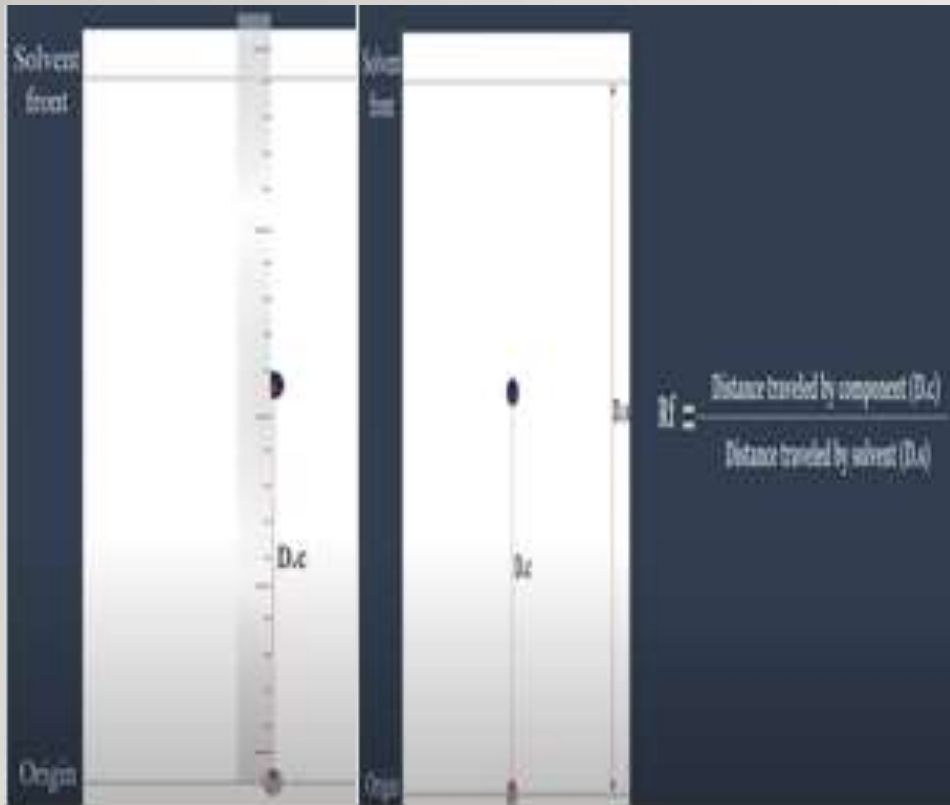 Solvent
front
D.c
Origin
Solvent
front
D.s
D.c
Origin
Rf =
Distance traveled by component (D.c)
Distance traveled by solvent (D.s)